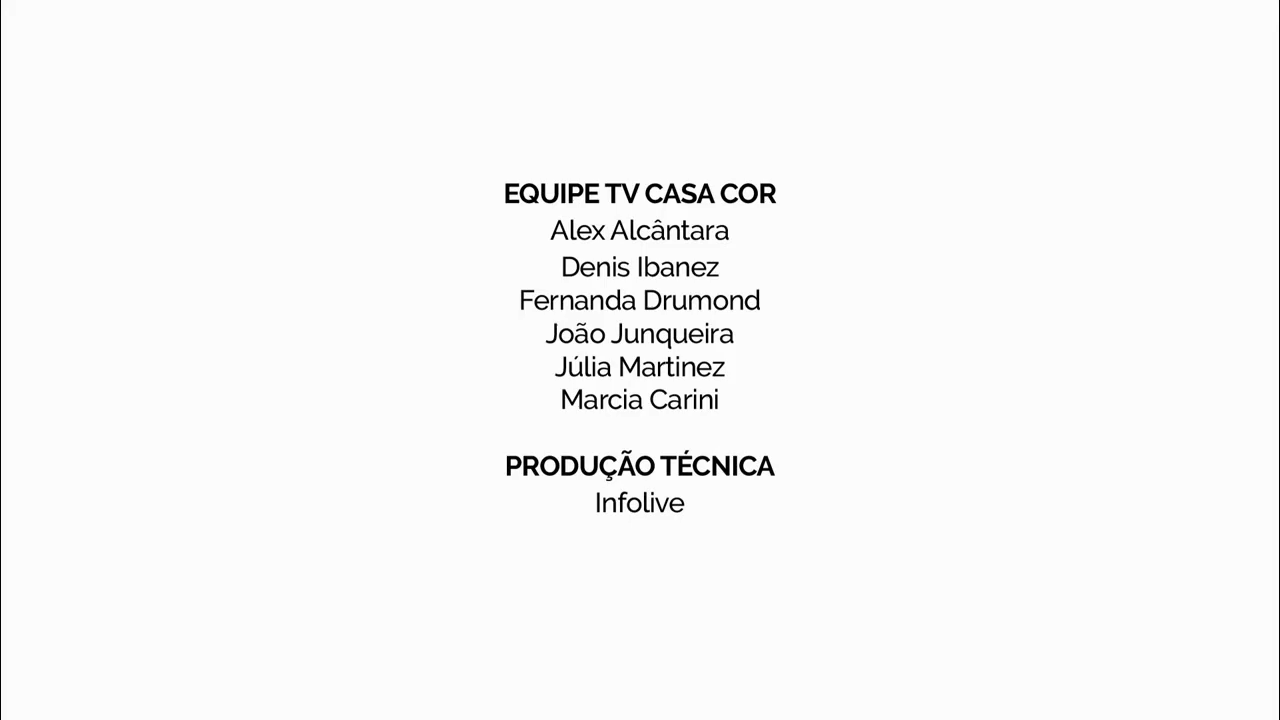 EQUIPE TV CASA COR
Alex Alcântara
Denis Ibanez
Fernanda Drumond
João Junqueira
Júlia Martinez
Marcia Carini
PRODUÇÃO TÉCNICA
Infolive